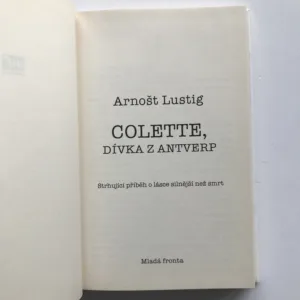 Arnošt Lustig
COLETTE,
DÍVKA Z ANTVERP
Strhující příběh o lásce silnější než smrt
Mladá fronta